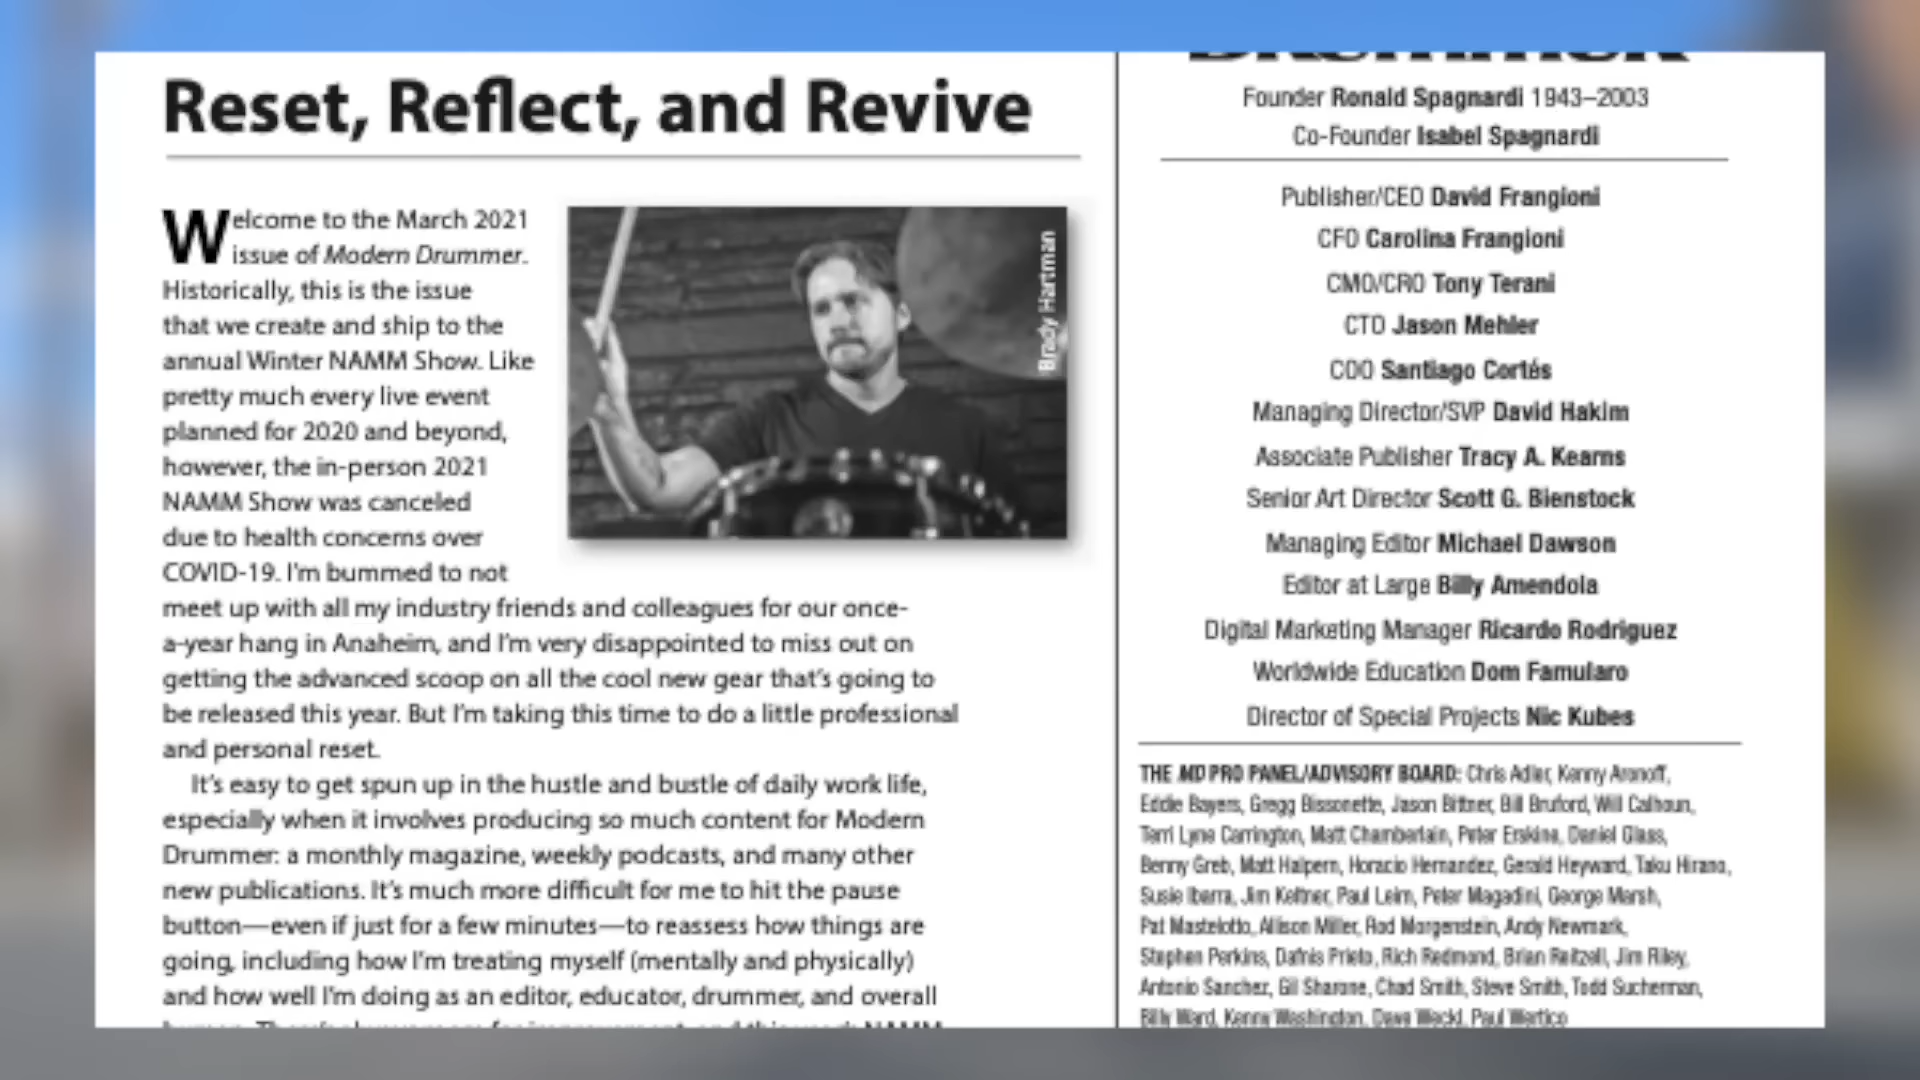 Reset, Reflect, and Revive
Welcome to the March 2021
issue of Modern Drummer.
Historically, this is the issue
that we create and ship to the
annual Winter NAMM Show. Like
pretty much every live event
planned for 2020 and beyond,
however, the in-person 2021
NAMM Show was canceled
due to health concerns over
COVID-19. I'm bummed to not
meet up with all my industry friends and colleagues for our once-
a-year hang in Anaheim, and I'm very disappointed to miss out on
getting the advanced scoop on all the cool new gear that's going to
be released this year. But I'm taking this time to do a little professional
and personal reset.
It's easy to get spun up in the hustle and bustle of daily work life,
especially when it involves producing so much content for Modern
Drummer: a monthly magazine, weekly podcasts, and many other
new publications. It's much more difficult for me to hit the pause
button—even if just for a few minutes—to reassess how things are
going, including how I'm treating myself (mentally and physically)
and how well I'm doing as an editor, educator, drummer, and overall
Brady Hartman
Founder Ronald Spagnardi 1943–2003
Co-Founder Isabel Spagnardi
Publisher/CEO David Frangioni
CFO Carolina Frangioni
CMO/CRO Tony Terani
CTO Jason Mehler
COO Santiago Cortés
Managing Director/SVP David Hakim
Associate Publisher Tracy A. Kearns
Senior Art Director Scott G. Bienstock
Managing Editor Michael Dawson
Editor at Large Billy Amendola
Digital Marketing Manager Ricardo Rodriguez
Worldwide Education Dom Famularo
Director of Special Projects Nic Kubes
THE MD PRO PANEL/ADVISORY BOARD: Chris Adler, Kenny Aronoff,
Eddie Bayers, Gregg Bissonette, Jason Bittner, Bill Bruford, Will Calhoun,
Terri Lyne Carrington, Matt Chamberlain, Peter Erskine, Daniel Glass,
Benny Greb, Matt Halpern, Horacio Hernandez, Gerald Heyward, Taku Hirano,
Susie Ibarra, Jim Keltner, Paul Leim, Peter Magadini, George Marsh,
Pat Mastelotto, Allison Miller, Rod Morgenstein, Andy Newmark,
Stephen Perkins, Dafnis Prieto, Rich Redmond, Brian Reitzell, Jim Riley,
Antonio Sanchez, Gil Sharone, Chad Smith, Steve Smith, Todd Sucherman,
Billy Ward, Kenny Washington, Dave Weckl, Paul Wertico